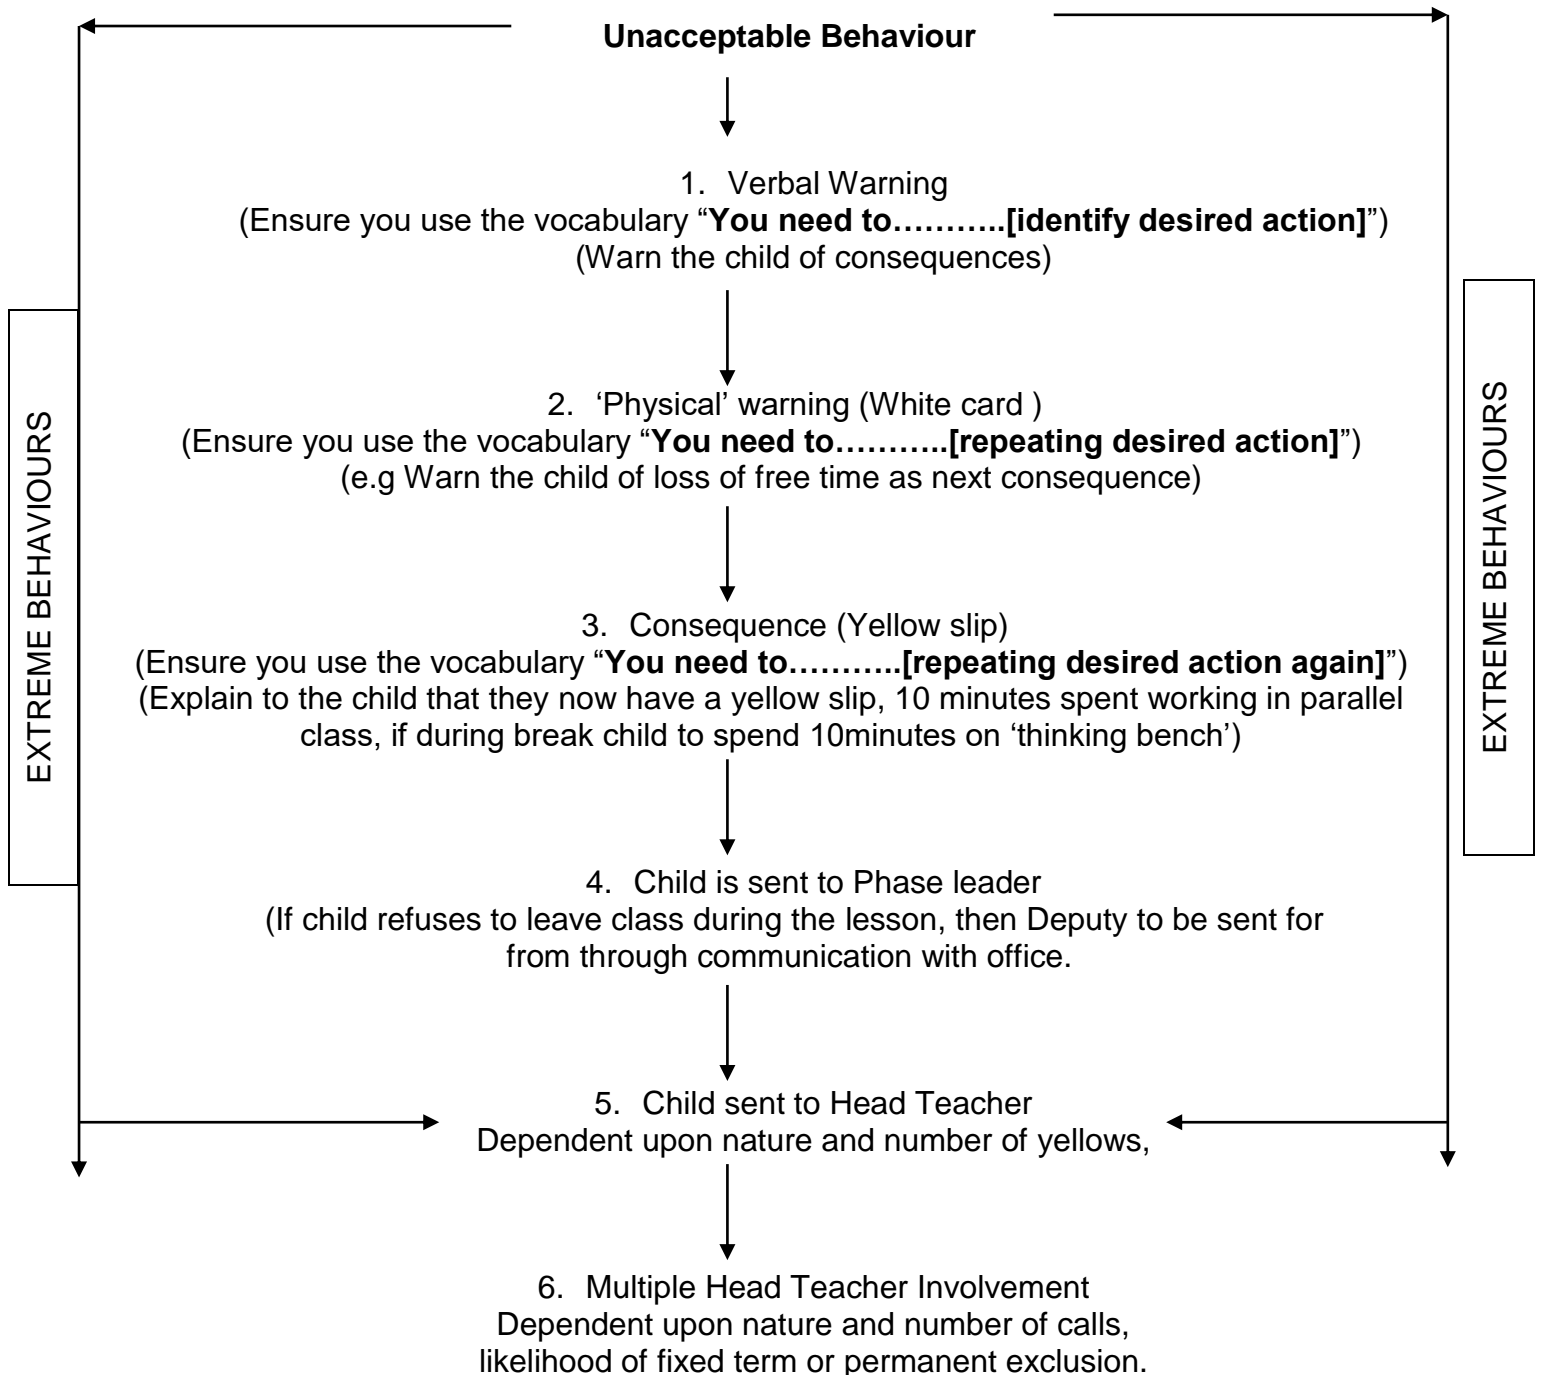 Unacceptable Behaviour
1. Verbal Warning
(Ensure you use the vocabulary “You need to………..[identify desired action]”)
(Warn the child of consequences)
EXTREME BEHAVIOURS
EXTREME BEHAVIOURS
2. ‘Physical’ warning (White card )
(Ensure you use the vocabulary “You need to………..[repeating desired action]”)
(e.g Warn the child of loss of free time as next consequence)
3. Consequence (Yellow slip)
(Ensure you use the vocabulary “You need to………..[repeating desired action again]”)
(Explain to the child that they now have a yellow slip, 10 minutes spent working in parallel
class, if during break child to spend 10minutes on ‘thinking bench’)
4. Child is sent to Phase leader
(If child refuses to leave class during the lesson, then Deputy to be sent for
from through communication with office.
5. Child sent to Head Teacher
Dependent upon nature and number of yellows,
6. Multiple Head Teacher Involvement
Dependent upon nature and number of calls,
likelihood of fixed term or permanent exclusion.